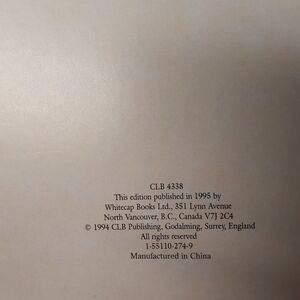 CLB 4338
This edition published in 1995 by
Whitecap Books Ltd., 351 Lynn Avenue
North Vancouver, B.C., Canada V7J 2C4
© 1994 CLB Publishing, Godalming, Surrey, England
All rights reserved
1-55110-274-9
Manufactured in China